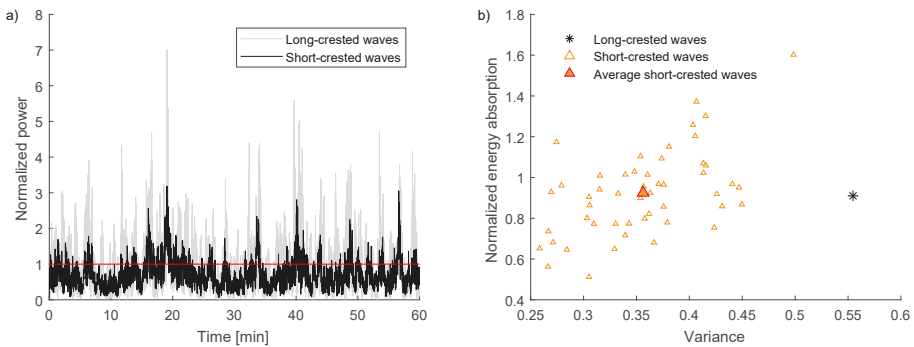 a)
8
7
6
5
4
3
2
1
0
Normalized power
Long-crested waves
Short-crested waves
0 10 20 30 40 50 60
Time [min]
b)
1.8
1.6
1.4
1.2
1
0.8
0.6
0.4
Normalized energy absorption
Long-crested waves
Short-crested waves
Average short-crested waves
0.25 0.3 0.35 0.4 0.45 0.5 0.55 0.6
Variance